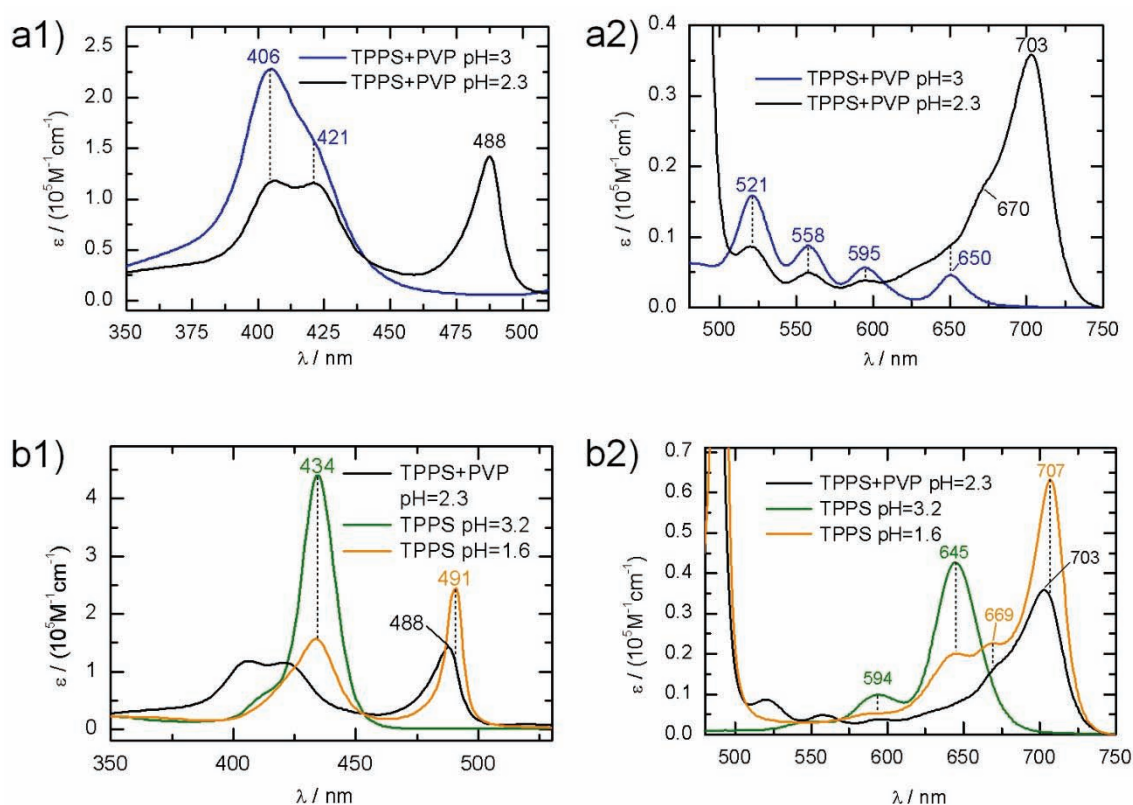 a1)
2.5
2.0
1.5
1.0
0.5
0.0
ε / (10⁵M⁻¹cm⁻¹)
406
421
488
TPPS+PVP pH=3
TPPS+PVP pH=2.3
350 375 400 425 450 475 500
λ / nm
a2)
0.4
0.3
0.2
0.1
0.0
ε / (10⁵M⁻¹cm⁻¹)
TPPS+PVP pH=3
TPPS+PVP pH=2.3
703
521
558
595
670
650
500 550 600 650 700 750
λ / nm
b1)
4
3
2
1
0
ε / (10⁵M⁻¹cm⁻¹)
434
TPPS+PVP
pH=2.3
TPPS pH=3.2
TPPS pH=1.6
491
488
350 400 450 500
λ / nm
b2)
0.7
0.6
0.5
0.4
0.3
0.2
0.1
0.0
ε / (10⁵M⁻¹cm⁻¹)
TPPS+PVP pH=2.3
TPPS pH=3.2
TPPS pH=1.6
707
703
645
669
594
500 550 600 650 700 750
λ / nm